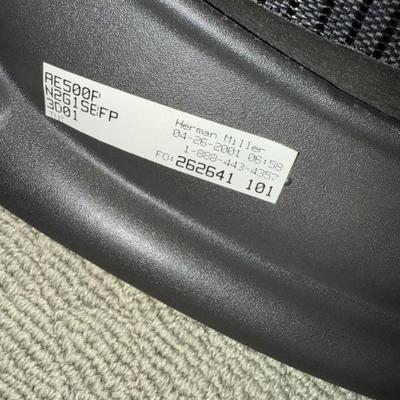 AE500P
N2G1SBFP
3D01
Herman Miller
04-26-2001 06:58
1-888-443-4357
FO: 262641 101